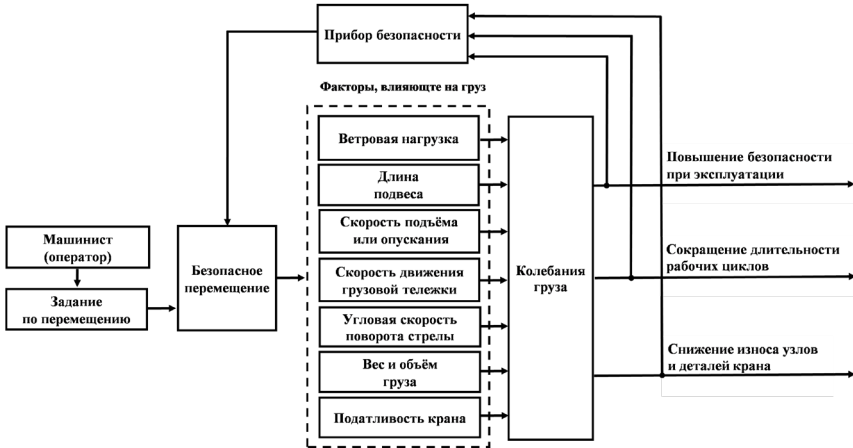 Прибор безопасности
Факторы, влияющте на груз
Ветровая нагрузка
Длина
подвеса
Скорость подъёма
или опускания
Скорость движения
грузовой тележки
Угловая скорость
поворота стрелы
Вес и объём
груза
Податливость крана
Машинист
(оператор)
Задание
по перемещению
Безопасное
перемещение
Колебания
груза
Повышение безопасности
при эксплуатации
Сокращение длительности
рабочих циклов
Снижение износа узлов
и деталей крана